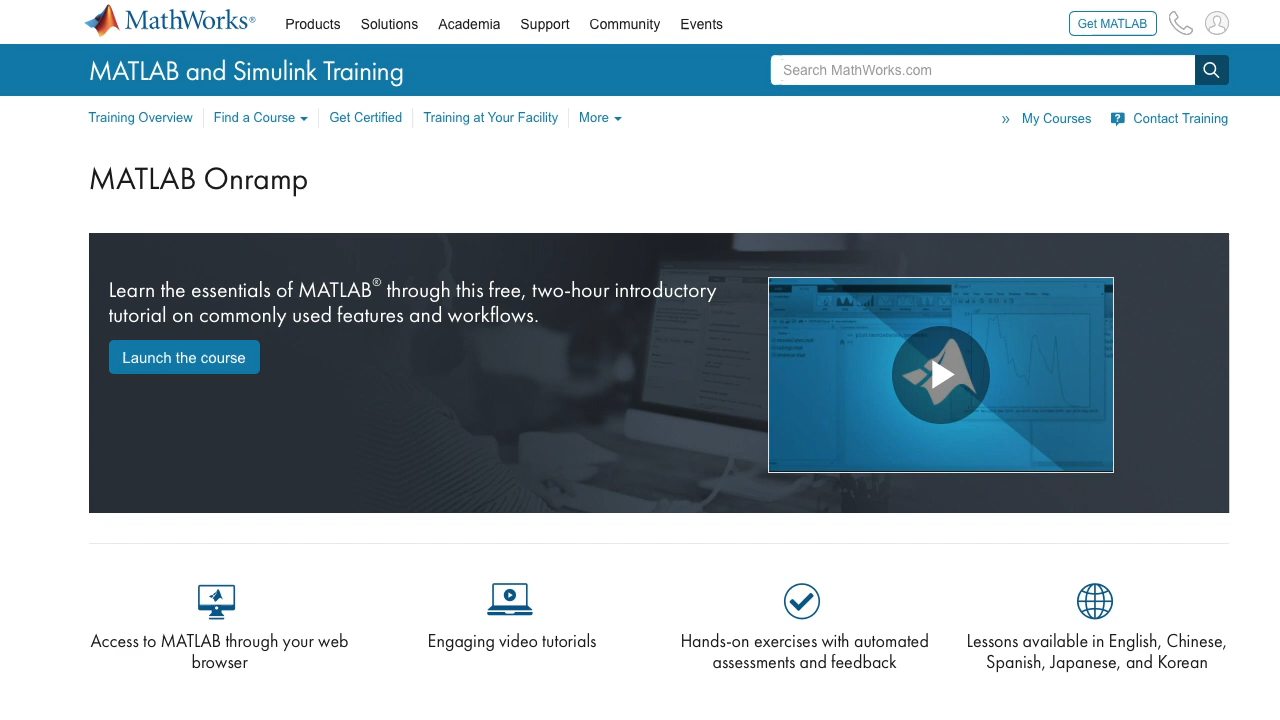 MathWorks®
Products
Solutions
Academia
Support
Community
Events
Get MATLAB
MATLAB and Simulink Training
Search MathWorks.com
Training Overview
Find a Course
Get Certified
Training at Your Facility
More
» My Courses
Contact Training
MATLAB Onramp
Learn the essentials of MATLAB® through this free, two-hour introductory
tutorial on commonly used features and workflows.
Launch the course
Access to MATLAB through your web
browser
Engaging video tutorials
Hands-on exercises with automated
assessments and feedback
Lessons available in English, Chinese,
Spanish, Japanese, and Korean